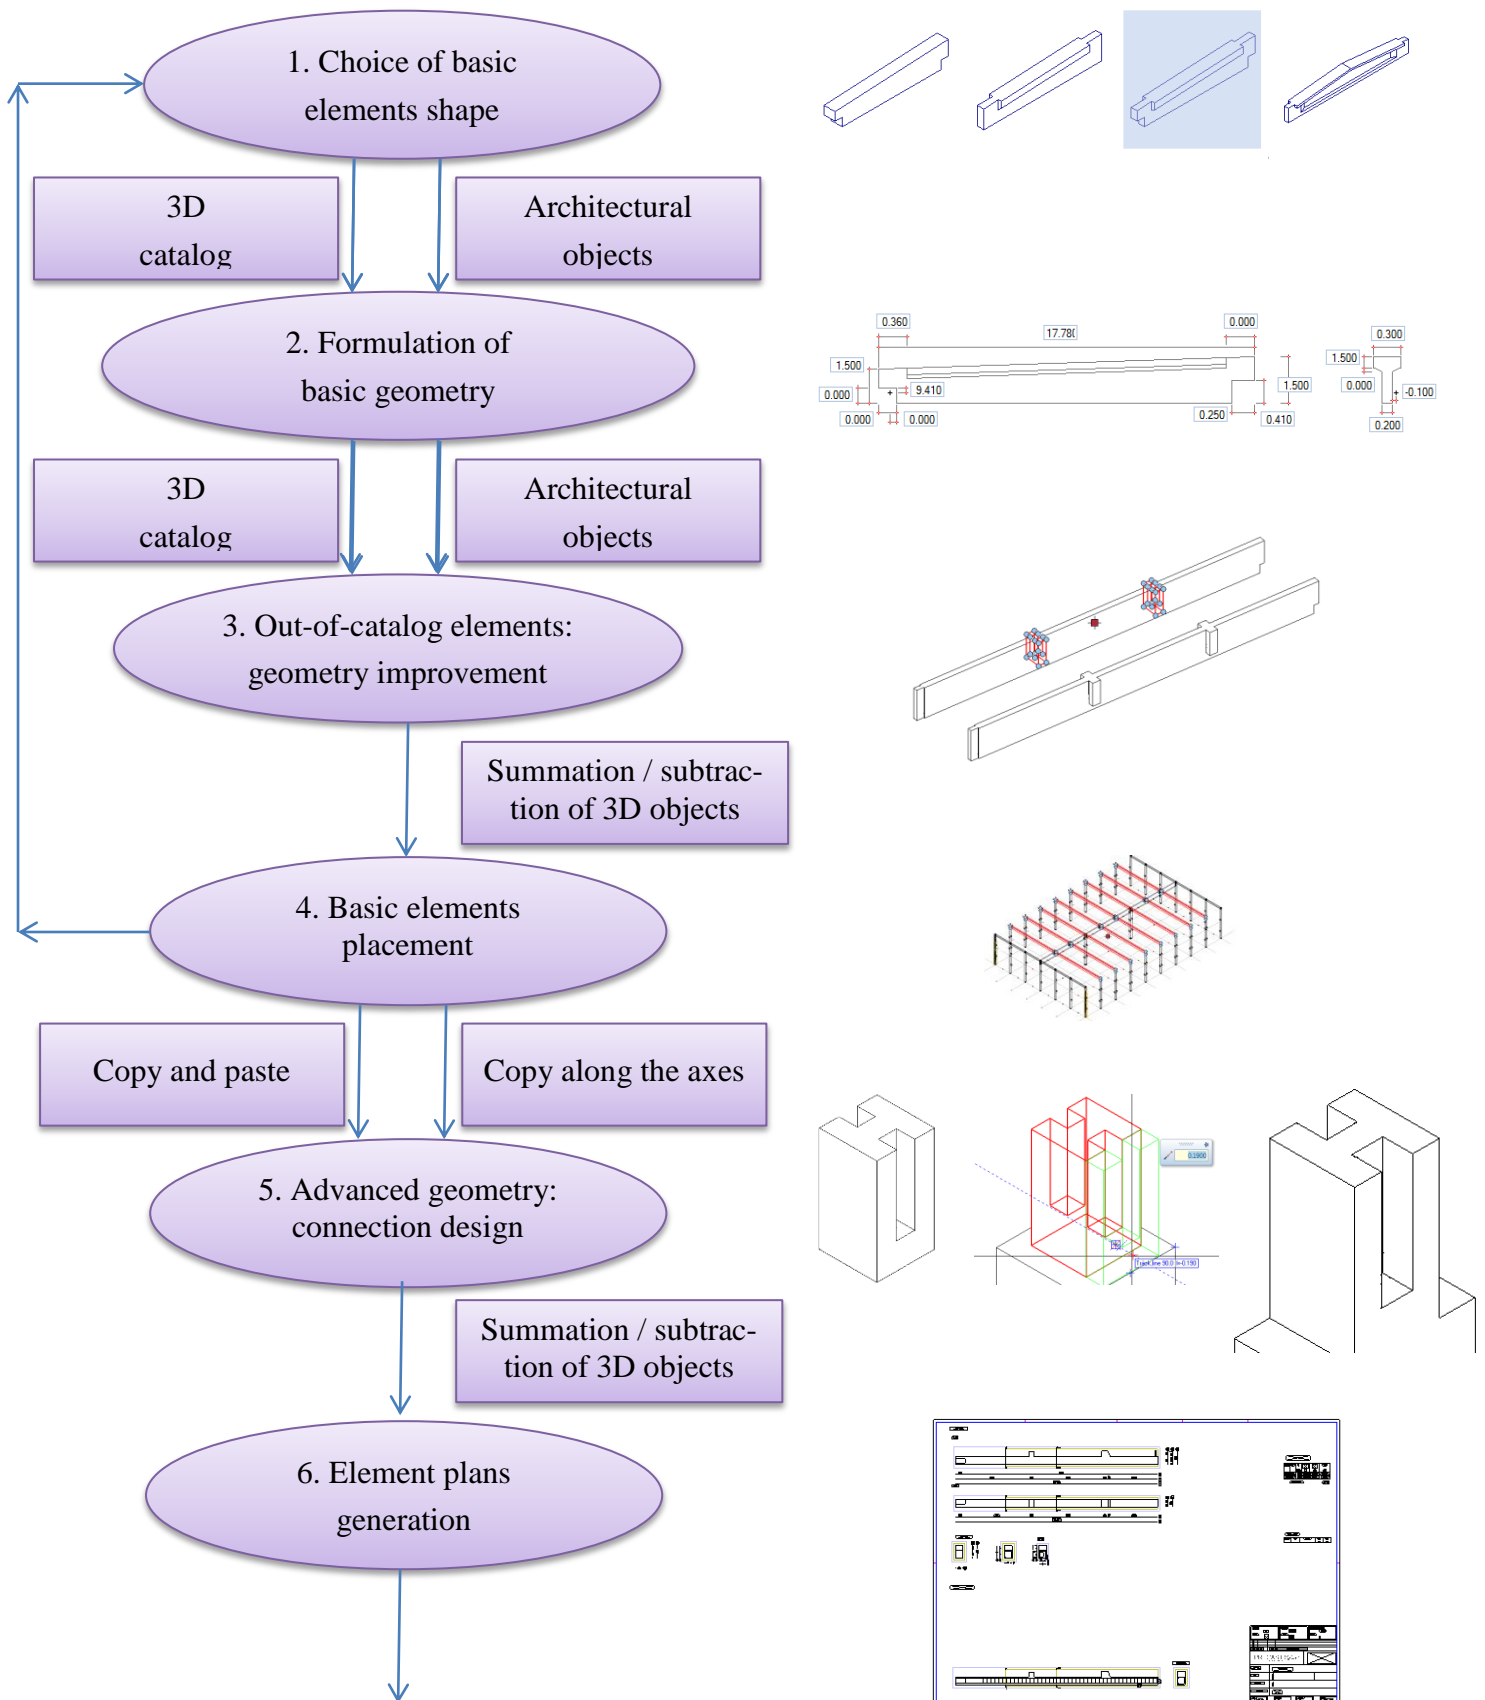 1. Choice of basic
elements shape
3D
catalog
Architectural
objects
2. Formulation of
basic geometry
0.360
17.780
0.000
0.300
1.500
1.500
0.000
9.410
1.500
0.000
-0.100
0.000
0.000
0.250
0.410
0.200
3D
catalog
Architectural
objects
3. Out-of-catalog elements:
geometry improvement
Summation / subtrac-
tion of 3D objects
4. Basic elements
placement
Copy and paste
Copy along the axes
5. Advanced geometry:
connection design
0.1900
Summation / subtrac-
tion of 3D objects
6. Element plans
generation